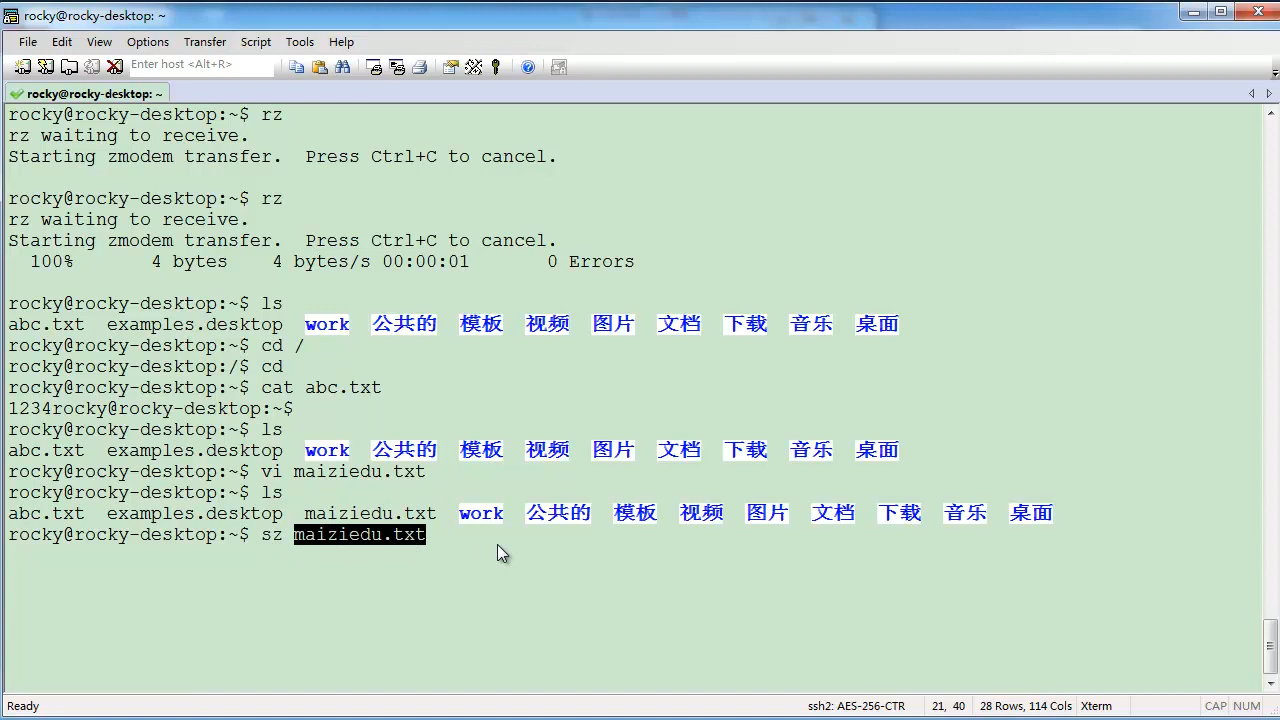 rocky@rocky-desktop: ~
File Edit View Options Transfer Script Tools Help
Enter host <Alt+R>
rocky@rocky-desktop: ~
rocky@rocky-desktop:~$ rz
rz waiting to receive.
Starting zmodem transfer.  Press Ctrl+C to cancel.
rocky@rocky-desktop:~$ rz
rz waiting to receive.
Starting zmodem transfer.  Press Ctrl+C to cancel.
  100%       4 bytes    4 bytes/s 00:00:01       0 Errors
rocky@rocky-desktop:~$ ls
abc.txt  examples.desktop  work  公共的  模板  视频  图片  文档  下载  音乐  桌面
rocky@rocky-desktop:~$ cd /
rocky@rocky-desktop:/$ cd
rocky@rocky-desktop:~$ cat abc.txt
1234rocky@rocky-desktop:~$
rocky@rocky-desktop:~$ ls
abc.txt  examples.desktop  work  公共的  模板  视频  图片  文档  下载  音乐  桌面
rocky@rocky-desktop:~$ vi maiziedu.txt
rocky@rocky-desktop:~$ ls
abc.txt  examples.desktop  maiziedu.txt  work  公共的  模板  视频  图片  文档  下载  音乐  桌面
rocky@rocky-desktop:~$ sz maiziedu.txt
Ready ssh2: AES-256-CTR 21, 40 28 Rows, 114 Cols Xterm CAP NUM